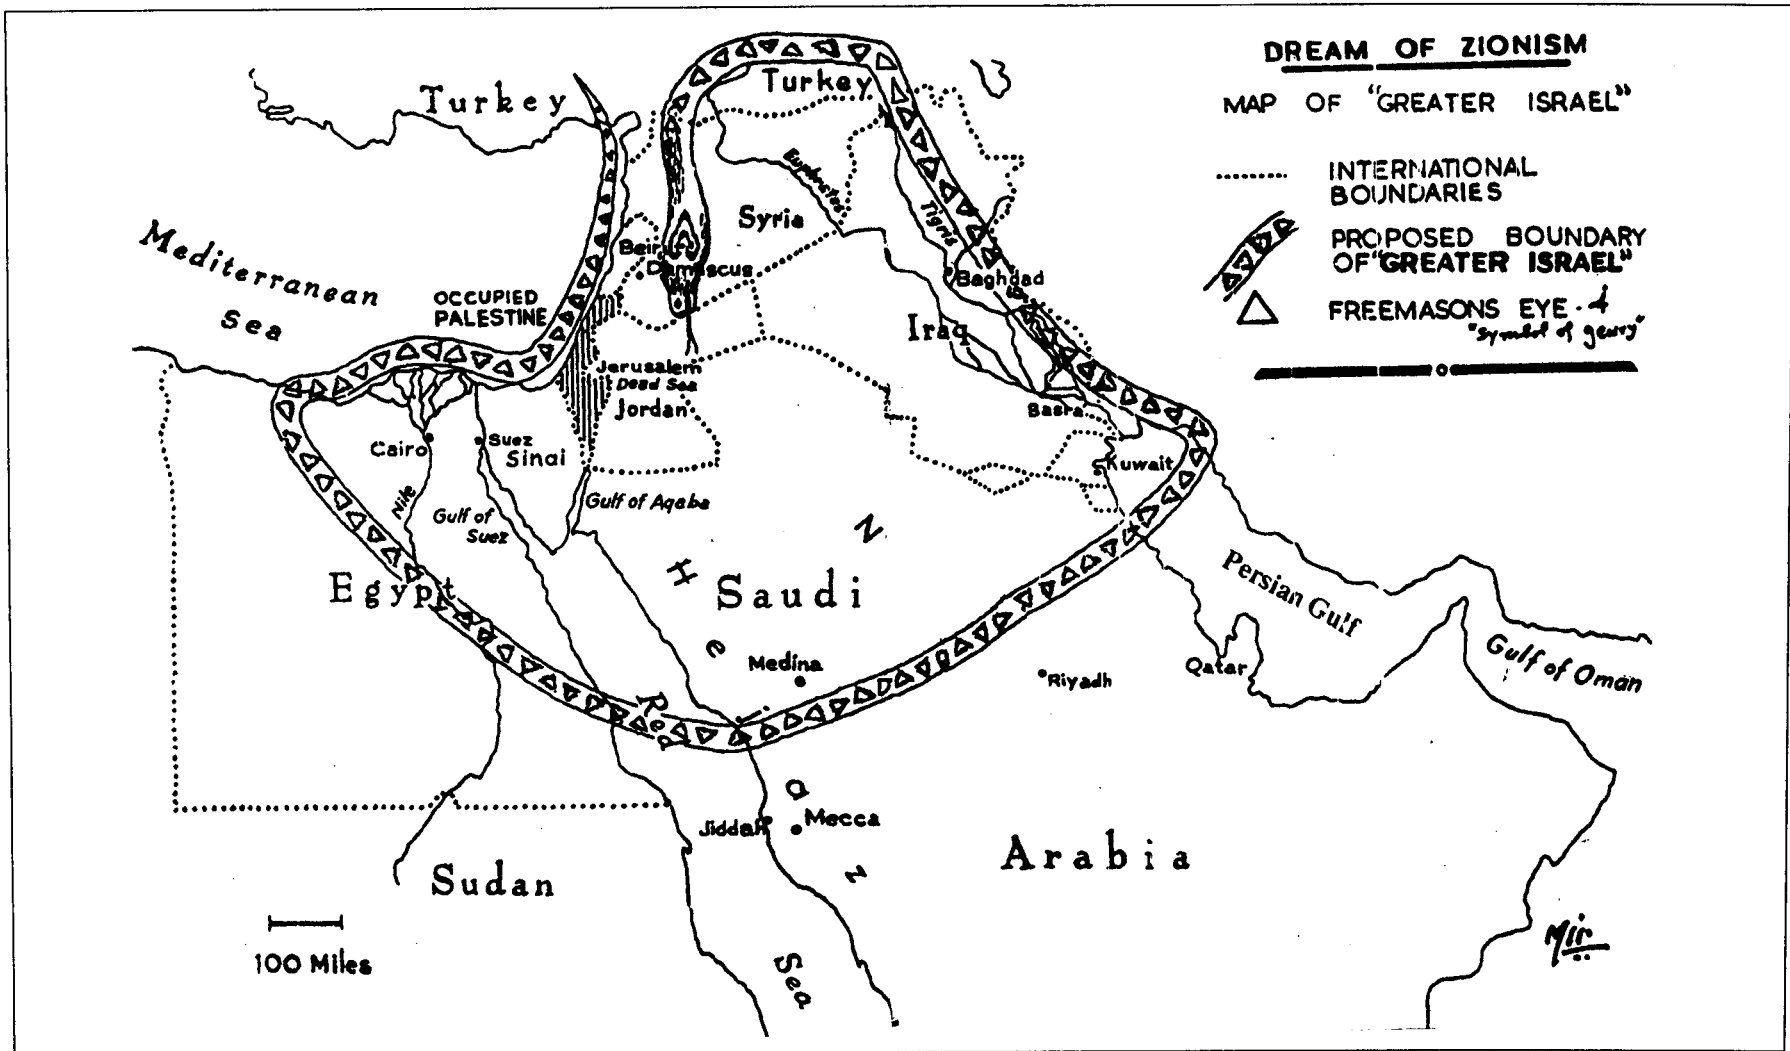 DREAM OF ZIONISM
MAP OF "GREATER ISRAEL"
INTERNATIONAL
BOUNDARIES
PROPOSED BOUNDARY
OF "GREATER ISRAEL"
FREEMASONS EYE &
"Symbol of
Turkey
Turkey
Mediterranean
Sea
Euphrates
Tigris
Syria
Beirut
Damascus
Baghdad
OCCUPIED
PALESTINE
Iraq
Jerusalem
Dead Sea
Jordan
Basra
Cairo
Suez
Sinai
Kuwait
Nile
Gulf of
Suez
Gulf of Aqaba
Egypt
Saudi
Arabia
Persian Gulf
Gulf of Oman
Qatar
Medina
Riyadh
Red
Sea
HeJaz
N
Jiddah
Mecca
Sudan
100 Miles
Mir